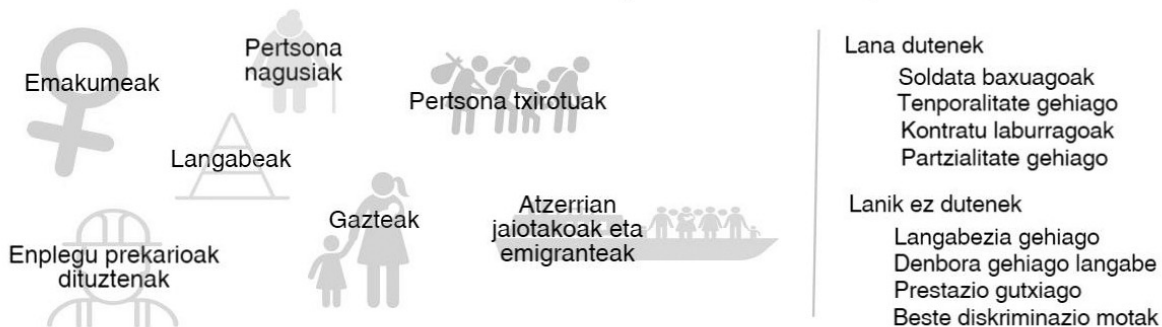 Emakumeak
Pertsona
nagusiak
Pertsona txirotuak
Langabeak
Gazteak
Atzerrian
jaiotakoak eta
emigranteak
Enplegu prekarioak
dituztenak
Lana dutenek
Soldata baxuagoak
Tenporalitate gehiago
Kontratu laburragoak
Partzialitate gehiago
Lanik ez dutenek
Langabezia gehiago
Denbora gehiago langabe
Prestazio gutxiago
Beste diskriminazio motak